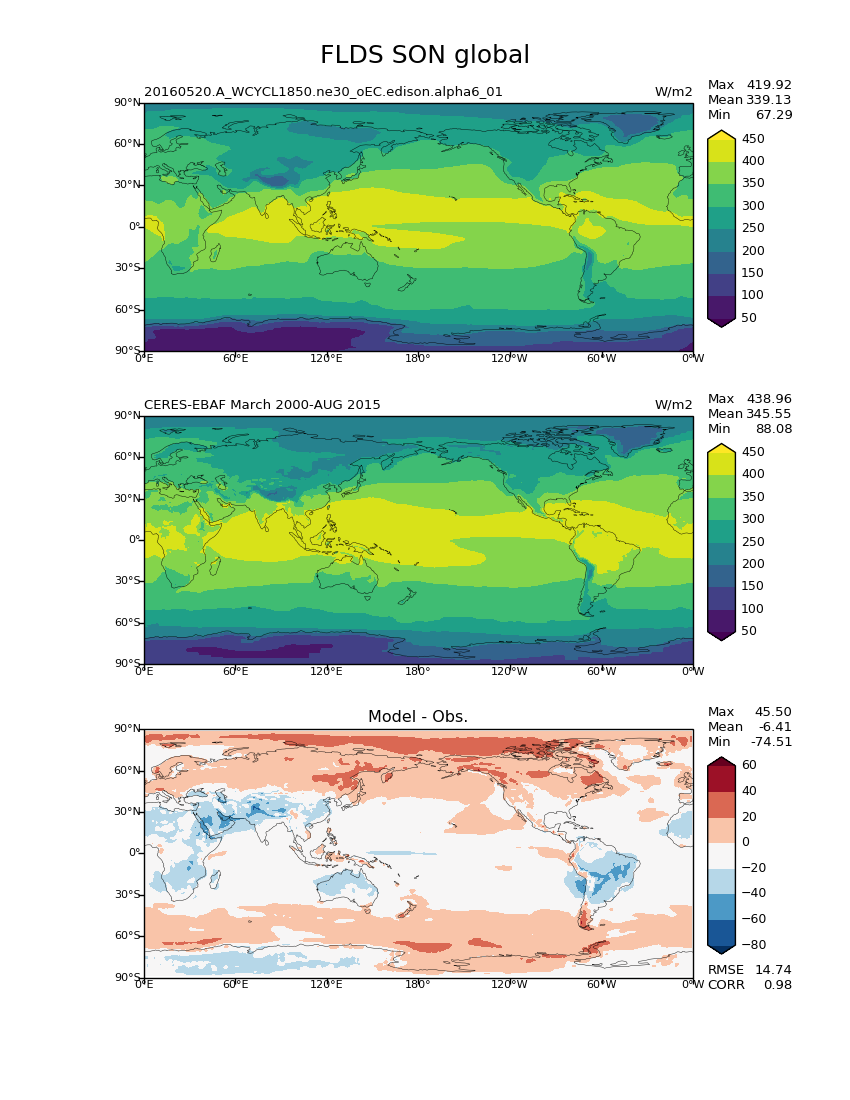 FLDS SON global
20160520.A_WCYCL1850.ne30_oEC.edison.alpha6_01 W/m2
Max 419.92
Mean 339.13
Min 67.29
90°N
60°N
30°N
0°
30°S
60°S
90°S
0°E 60°E 120°E 180° 120°W 60°W 0°W
450
400
350
300
250
200
150
100
50
CERES-EBAF March 2000-AUG 2015 W/m2
Max 438.96
Mean 345.55
Min 88.08
90°N
60°N
30°N
0°
30°S
60°S
90°S
0°E 60°E 120°E 180° 120°W 60°W 0°W
450
400
350
300
250
200
150
100
50
Model - Obs.
Max 45.50
Mean -6.41
Min -74.51
90°N
60°N
30°N
0°
30°S
60°S
90°S
0°E 60°E 120°E 180° 120°W 60°W 0°W
60
40
20
0
−20
−40
−60
−80
RMSE 14.74
CORR 0.98